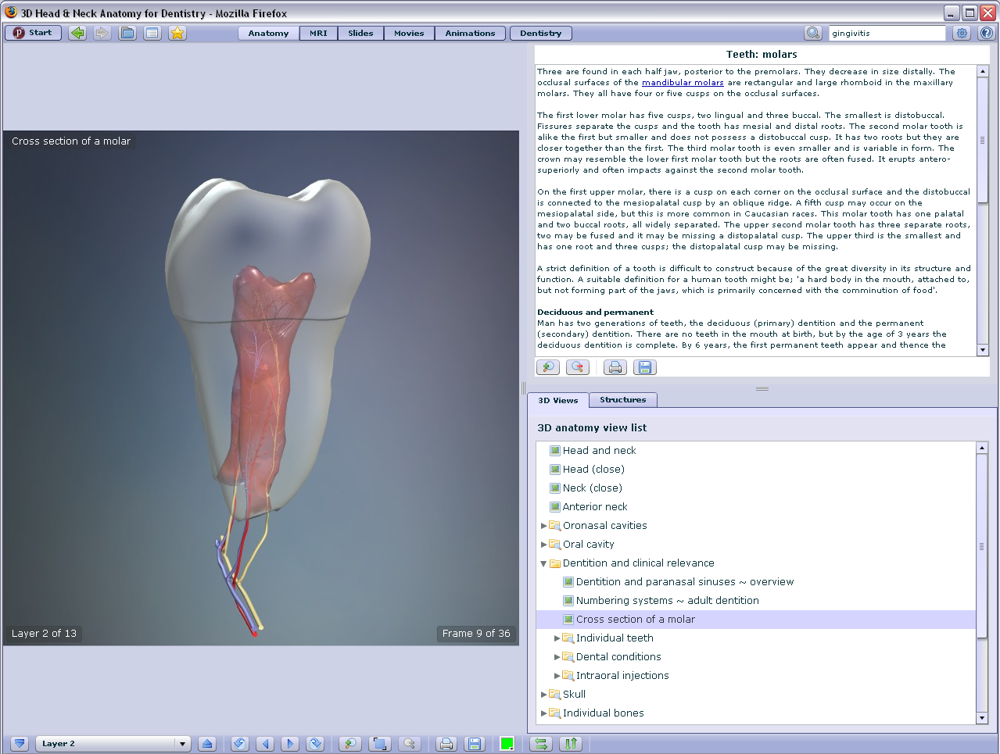 3D Head & Neck Anatomy for Dentistry - Mozilla Firefox
Start
Anatomy
MRI
Slides
Movies
Animations
Dentistry
gingivitis
Cross section of a molar
Layer 2 of 13
Frame 9 of 36
Teeth: molars
Three are found in each half jaw, posterior to the premolars. They decrease in size distally. The
occlusal surfaces of the mandibular molars are rectangular and large rhomboid in the maxillary
molars. They all have four or five cusps on the occlusal surfaces.
The first lower molar has five cusps, two lingual and three buccal. The smallest is distobuccal.
Fissures separate the cusps and the tooth has mesial and distal roots. The second molar tooth is
alike the first but smaller and does not possess a distobuccal cusp. It has two roots but they are
closer together than the first. The third molar tooth is even smaller and is variable in form. The
crown may resemble the lower first molar tooth but the roots are often fused. It erupts antero-
superiorly and often impacts against the second molar tooth.
On the first upper molar, there is a cusp on each corner on the occlusal surface and the distobuccal
is connected to the mesiopalatal cusp by an oblique ridge. A fifth cusp may occur on the
mesiopalatal side, but this is more common in Caucasian races. This molar tooth has one palatal
and two buccal roots, all widely separated. The upper second molar tooth has three separate roots,
two may be fused and it may be missing a distopalatal cusp. The upper third is the smallest and
has one root and three cusps; the distopalatal cusp may be missing.
A strict definition of a tooth is difficult to construct because of the great diversity in its structure and
function. A suitable definition for a human tooth might be; 'a hard body in the mouth, attached to,
but not forming part of the jaws, which is primarily concerned with the comminution of food'.
Deciduous and permanent
Man has two generations of teeth, the deciduous (primary) dentition and the permanent
(secondary) dentition. There are no teeth in the mouth at birth, but by the age of 3 years the
deciduous dentition is complete. By 6 years, the first permanent teeth appear and thence the
3D Views
Structures
3D anatomy view list
Head and neck
Head (close)
Neck (close)
Anterior neck
Oronasal cavities
Oral cavity
Dentition and clinical relevance
Dentition and paranasal sinuses ~ overview
Numbering systems ~ adult dentition
Cross section of a molar
Individual teeth
Dental conditions
Intraoral injections
Skull
Individual bones
Layer 2